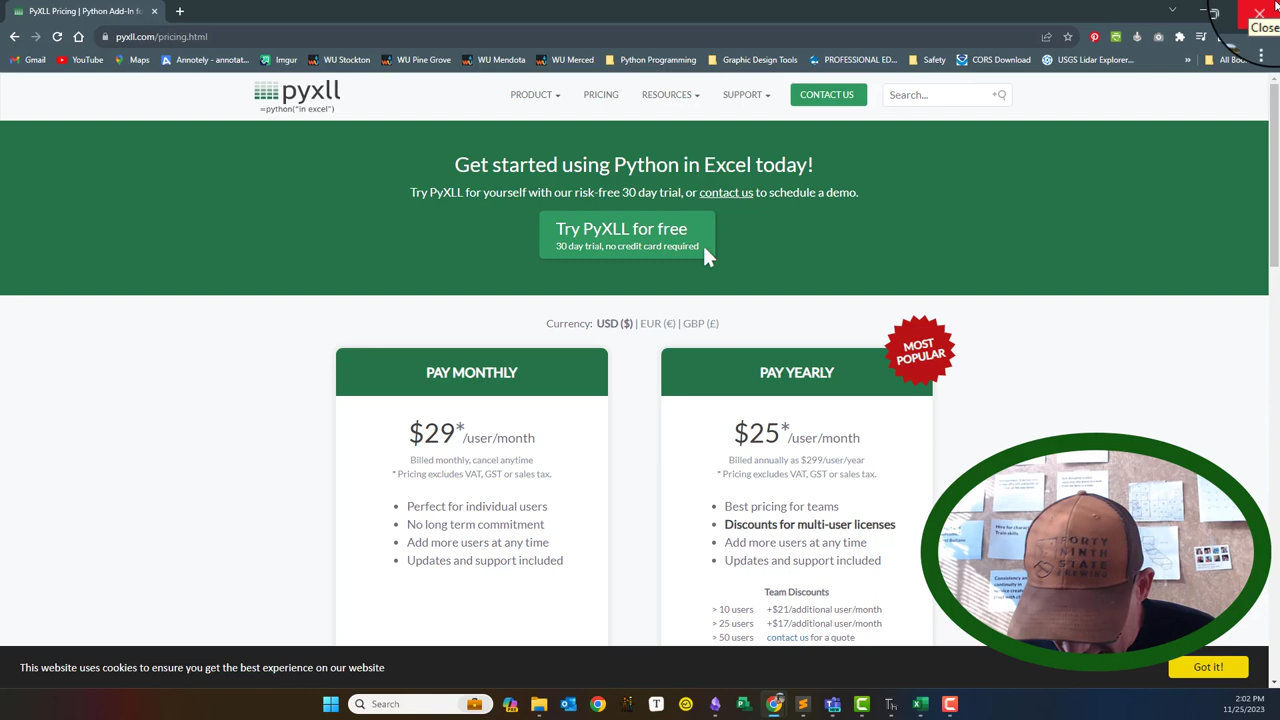 PyXLL Pricing | Python Add-In fo
Close
pyxll.com/pricing.html
Gmail
YouTube
Maps
Annotely - annotat...
Imgur
WU Stockton
WU Pine Grove
WU Mendota
WU Merced
Python Programming
Graphic Design Tools
PROFESSIONAL ED...
Safety
CORS Download
USGS Lidar Explorer...
»
All Boo
pyxll
=python("in excel")
PRODUCT
PRICING
RESOURCES
SUPPORT
CONTACT US
Search...
Get started using Python in Excel today!
Try PyXLL for yourself with our risk-free 30 day trial, or contact us to schedule a demo.
Try PyXLL for free
30 day trial, no credit card required
Currency: USD ($) | EUR (€) | GBP (£)
MOST
POPULAR
PAY MONTHLY
$29*/user/month
Billed monthly, cancel anytime
* Pricing excludes VAT, GST or sales tax.
• Perfect for individual users
• No long term commitment
• Add more users at any time
• Updates and support included
PAY YEARLY
$25*/user/month
Billed annually as $299/user/year
* Pricing excludes VAT, GST or sales tax.
• Best pricing for teams
• Discounts for multi-user licenses
• Add more users at any time
• Updates and support included
Team Discounts
> 10 users +$21/additional user/month
> 25 users +$17/additional user/month
> 50 users contact us for a quote
Hire for character.
Train skills.
FORTY
NINTH
STATE
BREWING
This website uses cookies to ensure you get the best experience on our website
Got it!
Search
2:02 PM
11/25/2023